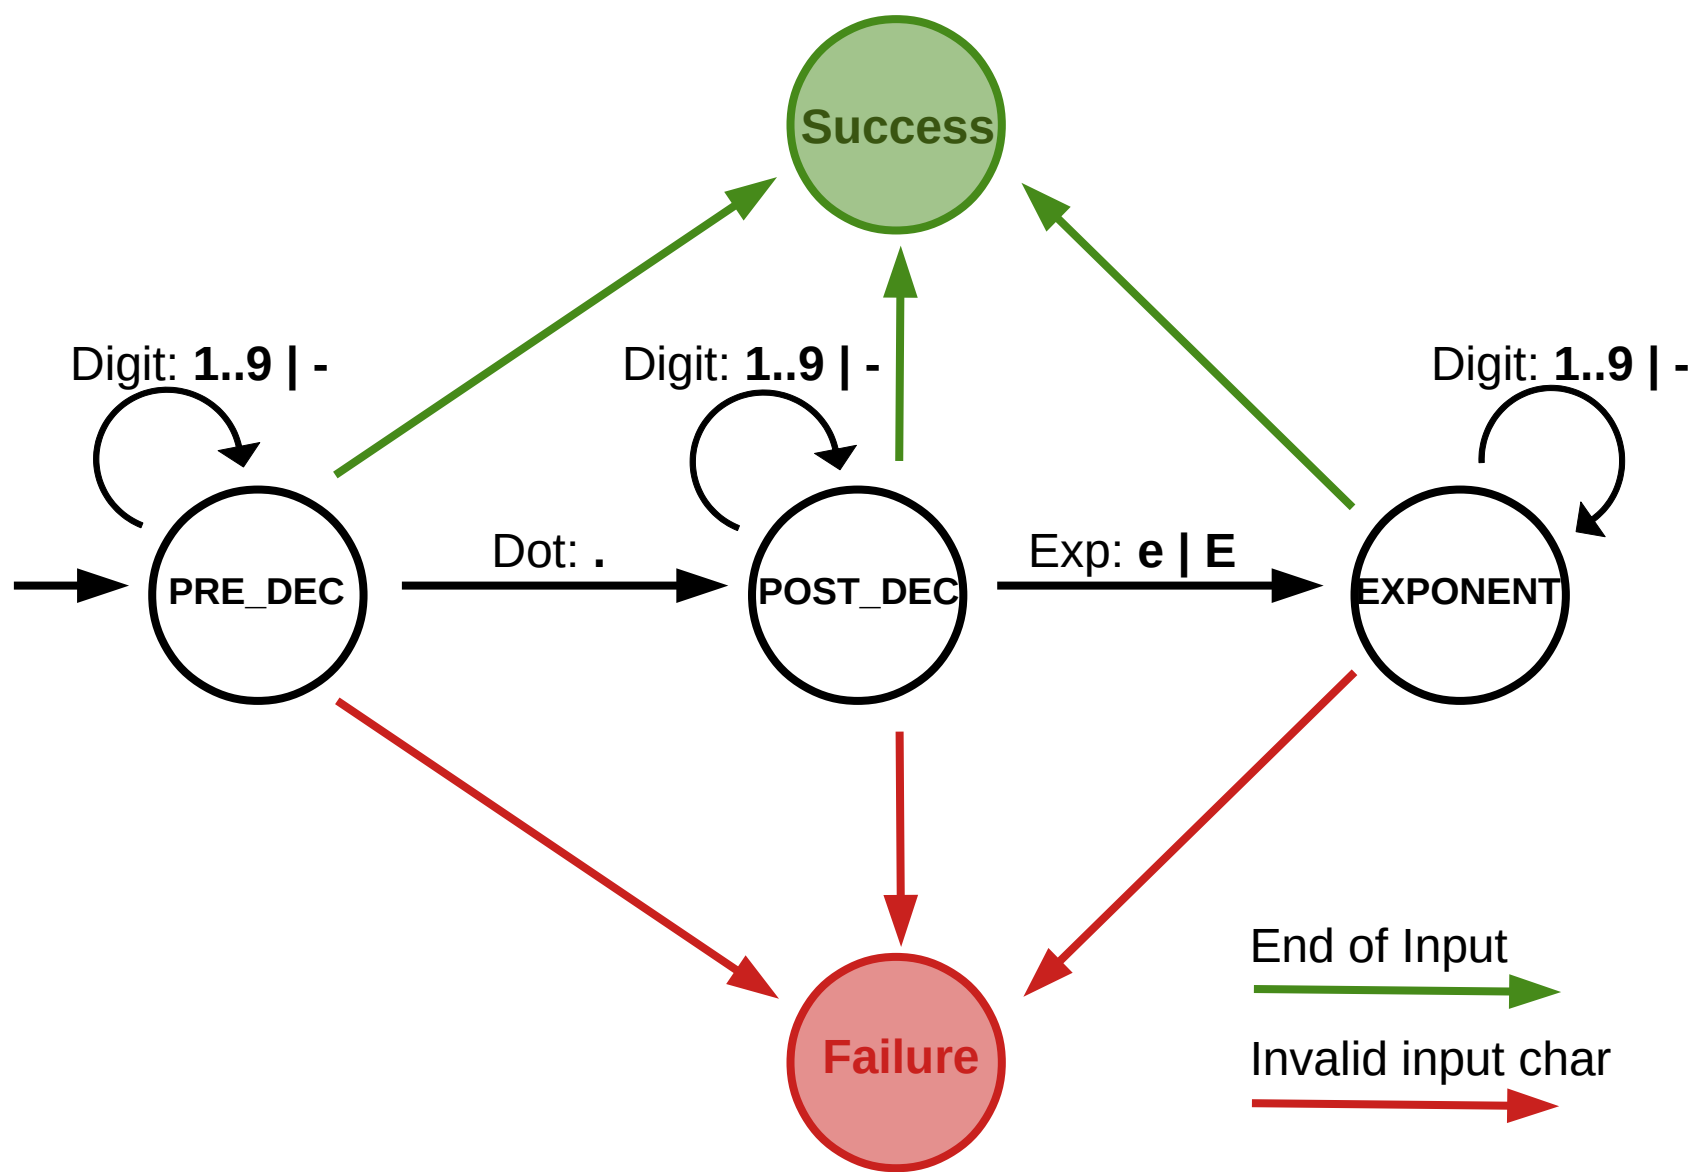 Success
Digit: 1..9 | -
Digit: 1..9 | -
Digit: 1..9 | -
Dot: .
Exp: e | E
PRE_DEC
POST_DEC
EXPONENT
End of Input
Invalid input char
Failure